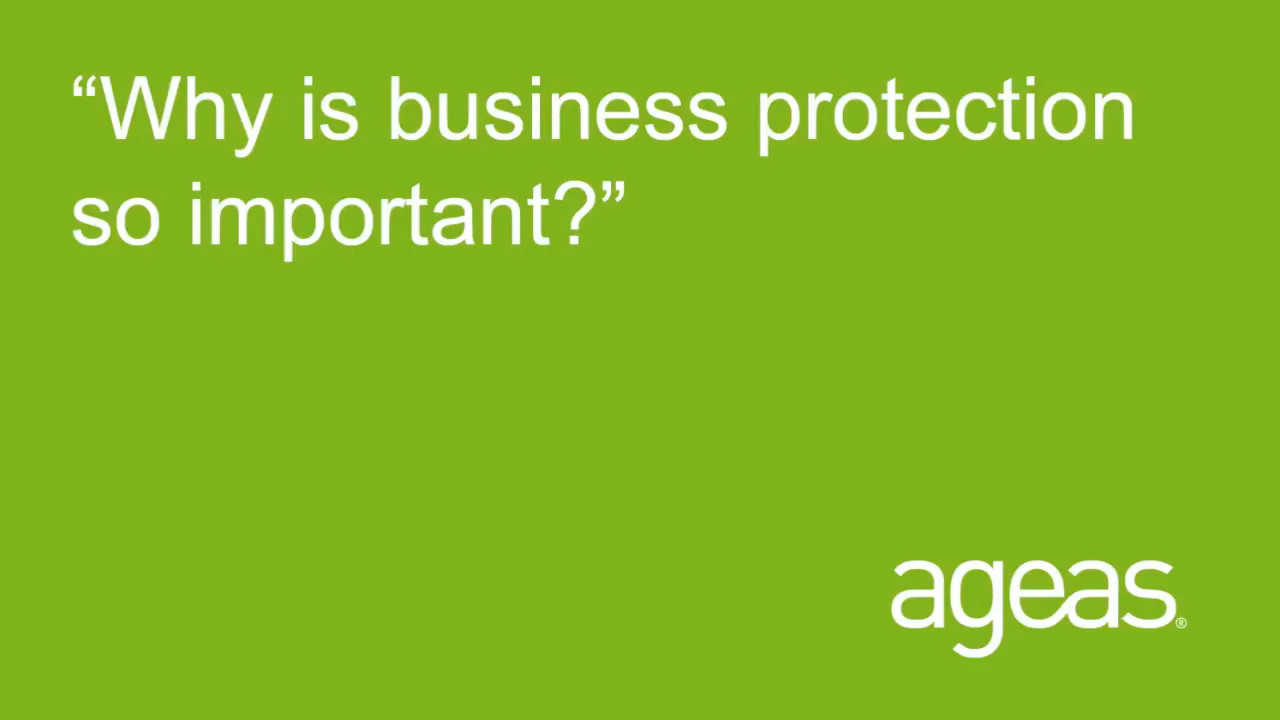 “Why is business protection
so important?”
ageas®